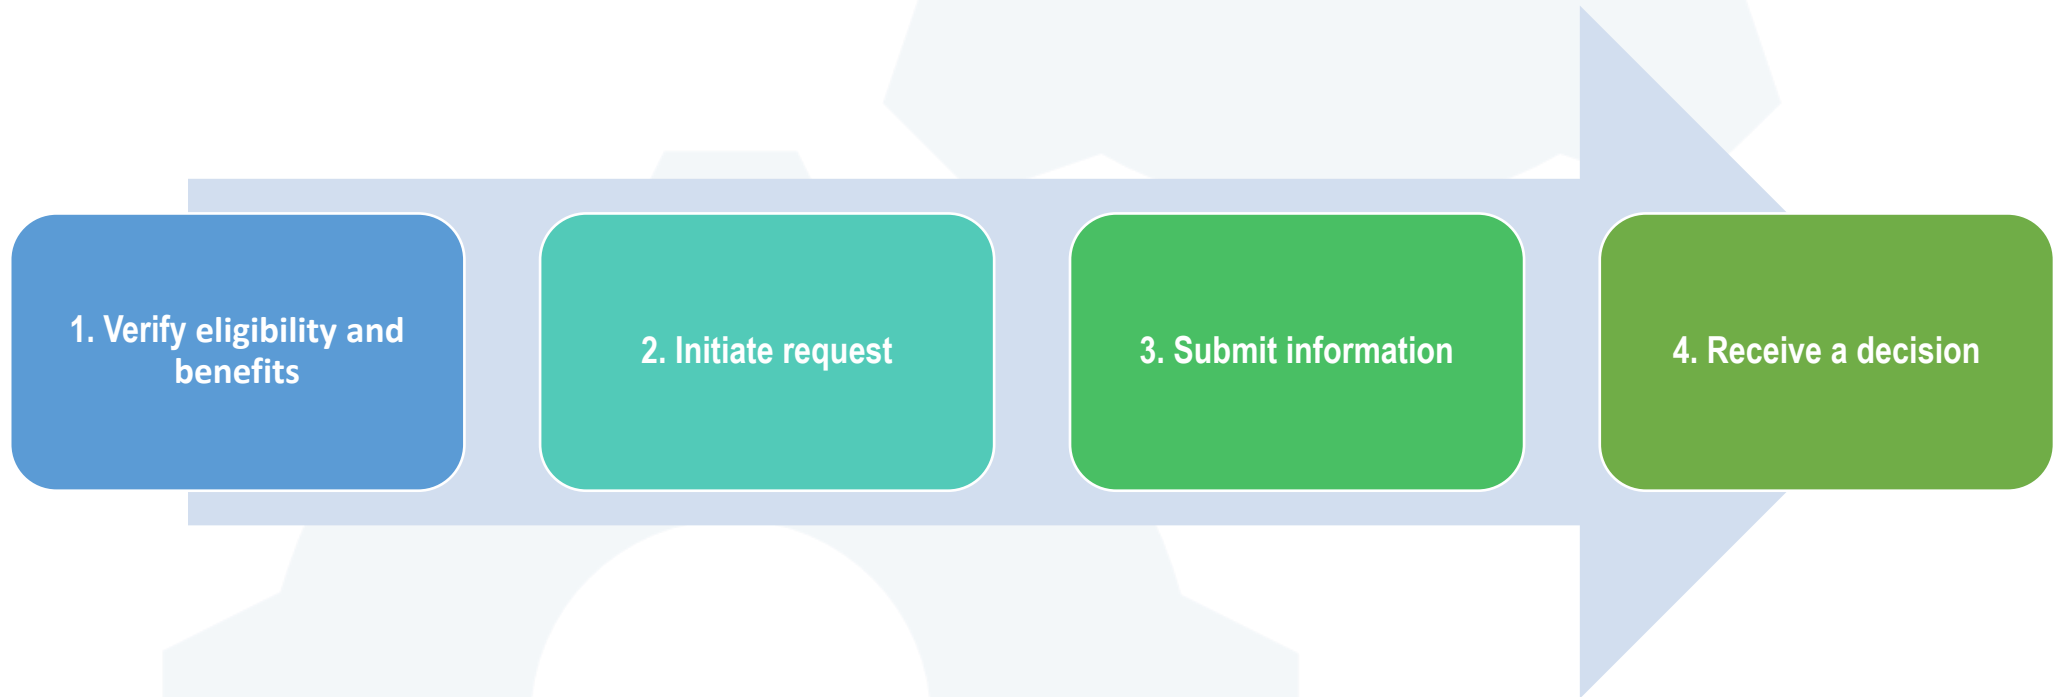 1. Verify eligibility and
benefits
2. Initiate request
3. Submit information
4. Receive a decision